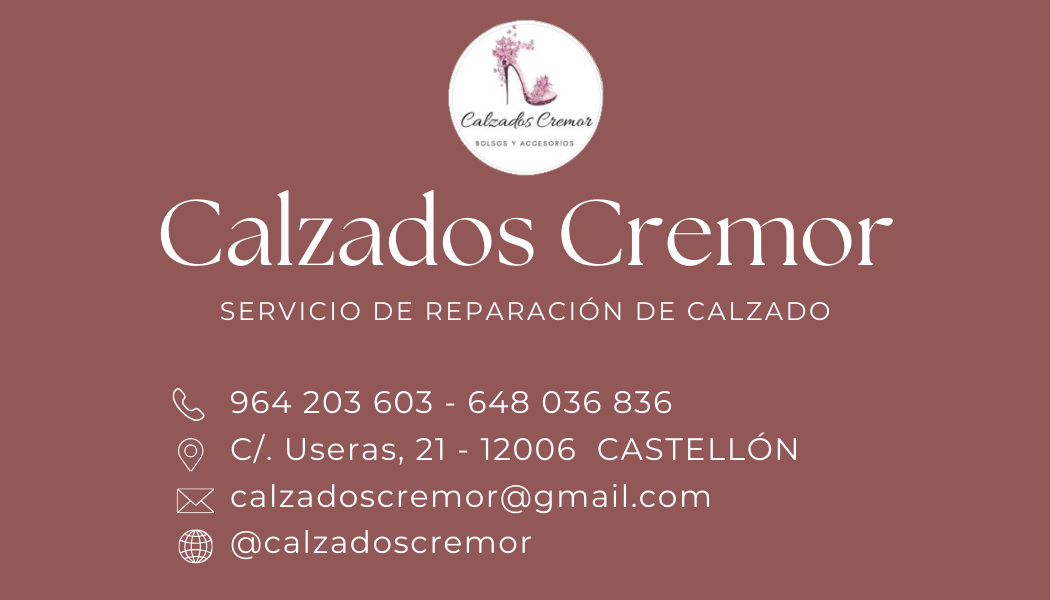 Calzados Cremor
BOLSOS Y ACCESORIOS
Calzados Cremor
SERVICIO DE REPARACIÓN DE CALZADO
964 203 603 - 648 036 836
C/. Useras, 21 - 12006 CASTELLÓN
calzadoscremor@gmail.com
@calzadoscremor